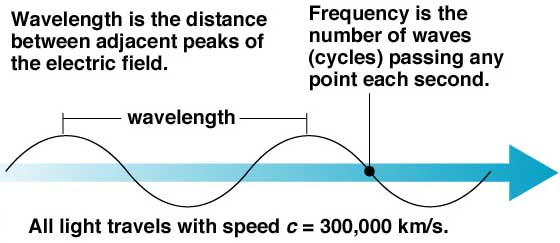 Wavelength is the distance
between adjacent peaks of
the electric field.
Frequency is the
number of waves
(cycles) passing any
point each second.
wavelength
All light travels with speed c = 300,000 km/s.